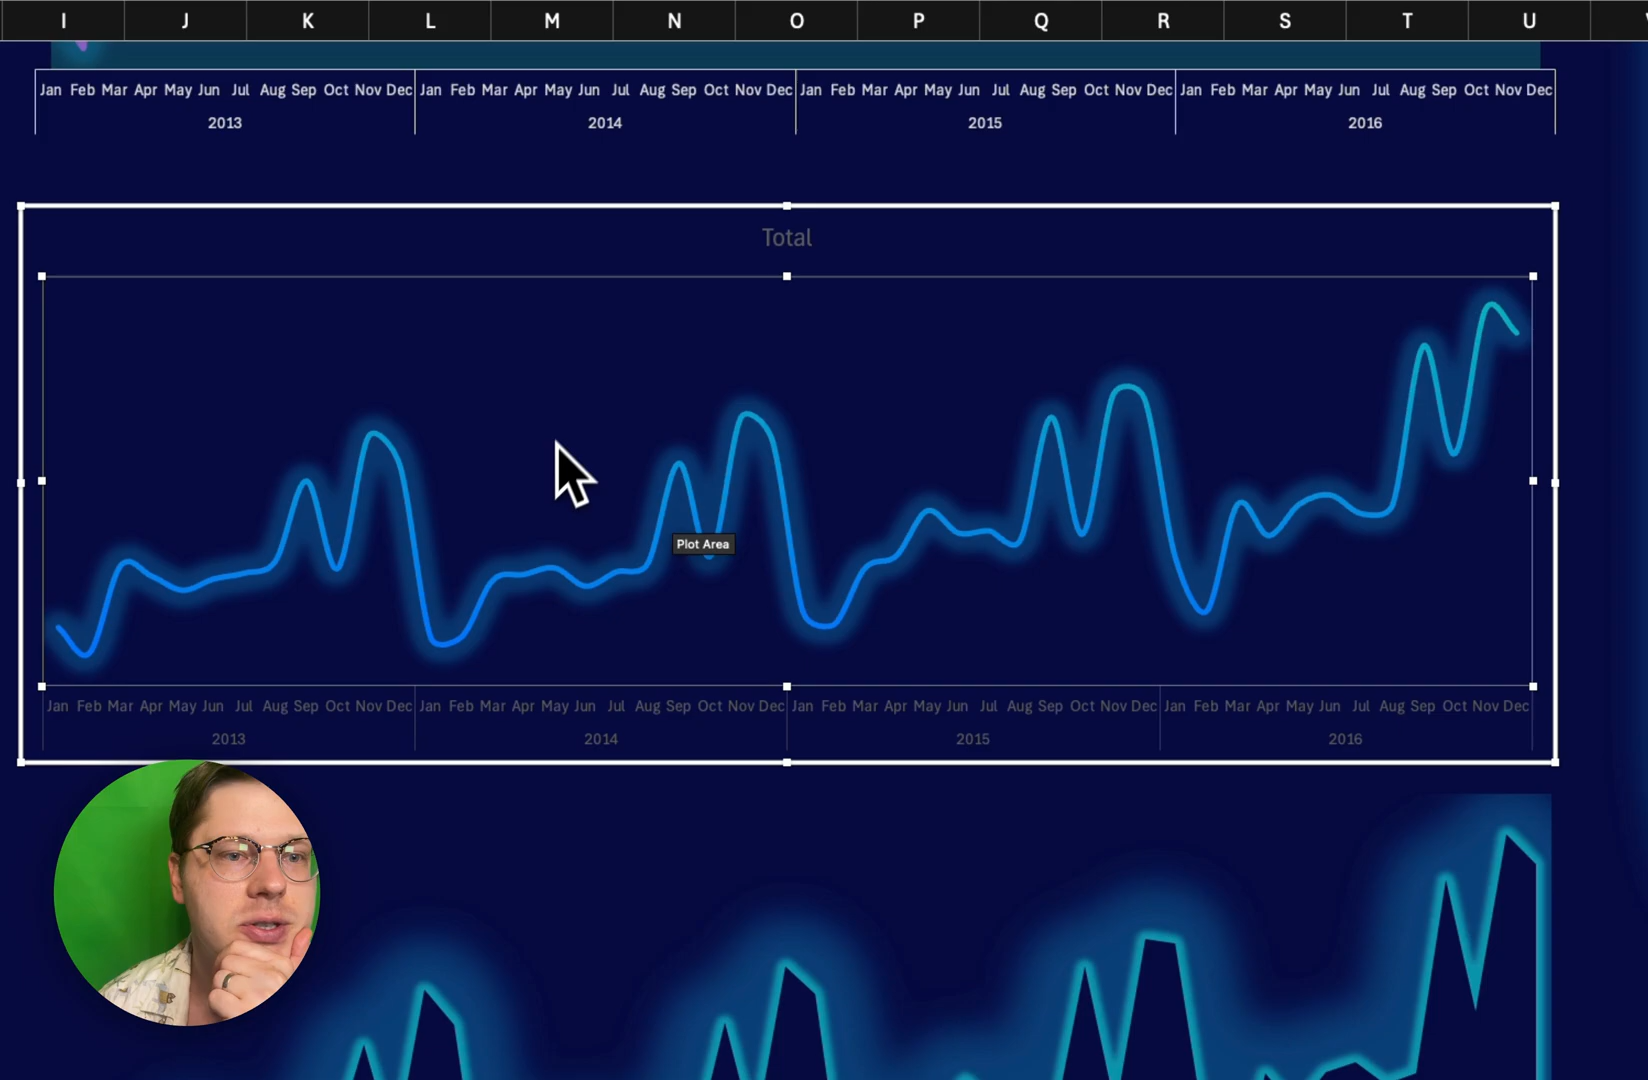 I J K L M N O P Q R S T U
Jan Feb Mar Apr May Jun Jul Aug Sep Oct Nov Dec Jan Feb Mar Apr May Jun Jul Aug Sep Oct Nov Dec Jan Feb Mar Apr May Jun Jul Aug Sep Oct Nov Dec Jan Feb Mar Apr May Jun Jul Aug Sep Oct Nov Dec
2013 2014 2015 2016
Total
Plot Area
Jan Feb Mar Apr May Jun Jul Aug Sep Oct Nov Dec Jan Feb Mar Apr May Jun Jul Aug Sep Oct Nov Dec Jan Feb Mar Apr May Jun Jul Aug Sep Oct Nov Dec Jan Feb Mar Apr May Jun Jul Aug Sep Oct Nov Dec
2013 2014 2015 2016